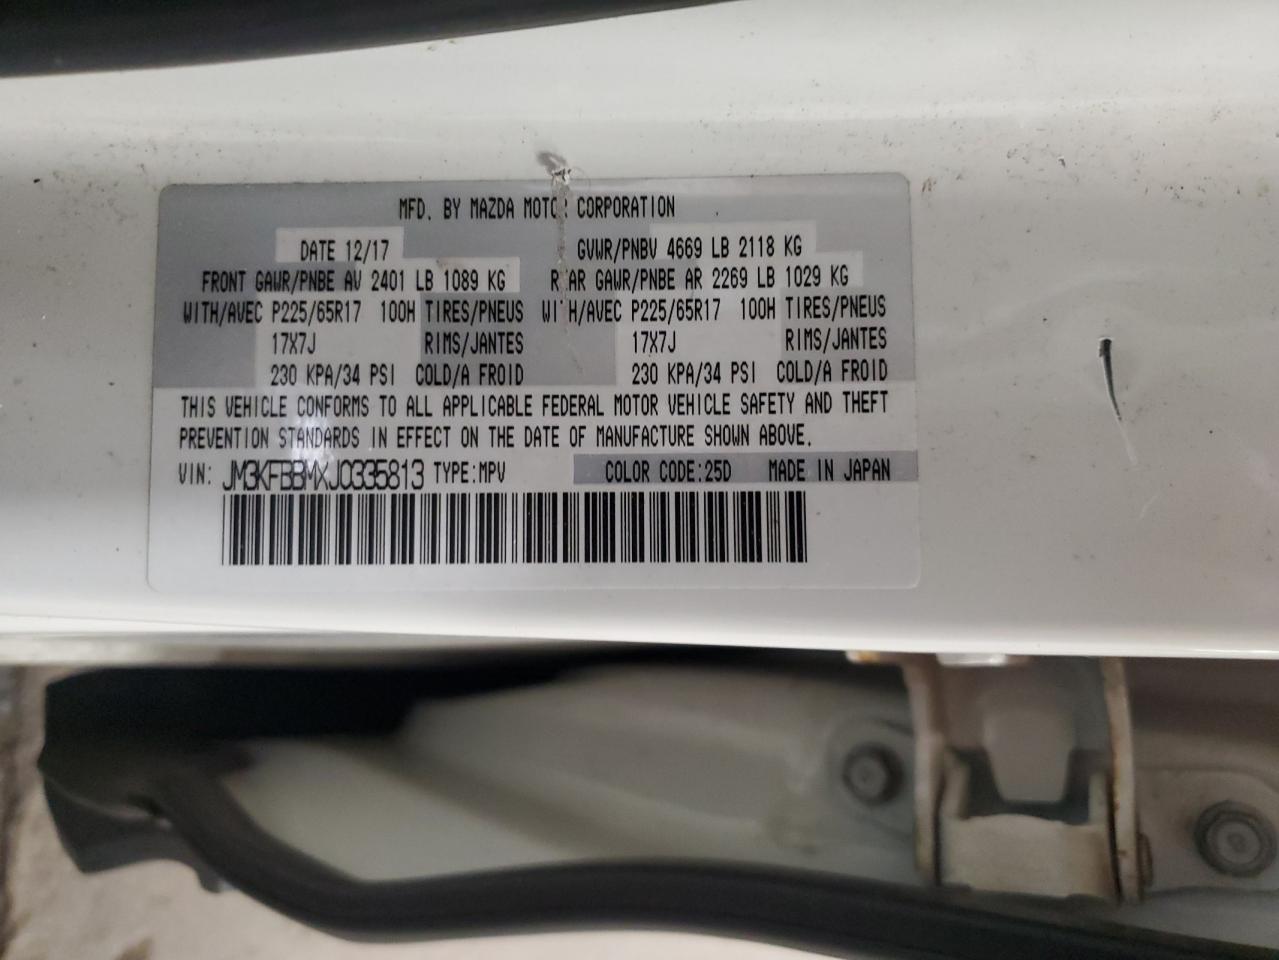 MFD. BY MAZDA MOTOR CORPORATION
DATE 12/17 GVWR/PNBV 4669 LB 2118 KG
FRONT GAWR/PNBE AV 2401 LB 1089 KG REAR GAWR/PNBE AR 2269 LB 1029 KG
WITH/AVEC P225/65R17 100H TIRES/PNEUS WITH/AVEC P225/65R17 100H TIRES/PNEUS
17X7J RIMS/JANTES 17X7J RIMS/JANTES
230 KPA/34 PSI COLD/A FROID 230 KPA/34 PSI COLD/A FROID
THIS VEHICLE CONFORMS TO ALL APPLICABLE FEDERAL MOTOR VEHICLE SAFETY AND THEFT
PREVENTION STANDARDS IN EFFECT ON THE DATE OF MANUFACTURE SHOWN ABOVE.
VIN: JM3KFBBMXJ0335813 TYPE:MPV COLOR CODE:25D MADE IN JAPAN